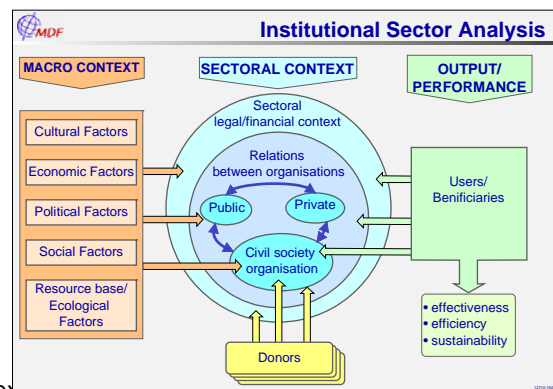 MDF
Institutional Sector Analysis
MACRO CONTEXT
SECTORAL CONTEXT
OUTPUT/
PERFORMANCE
Cultural Factors
Economic Factors
Political Factors
Social Factors
Resource base/
Ecological
Factors
Sectoral
legal/financial context
Relations
between organisations
Public
Private
Civil society
organisation
Donors
Users/
Benificiaries
• effectiveness
• efficiency
• sustainability